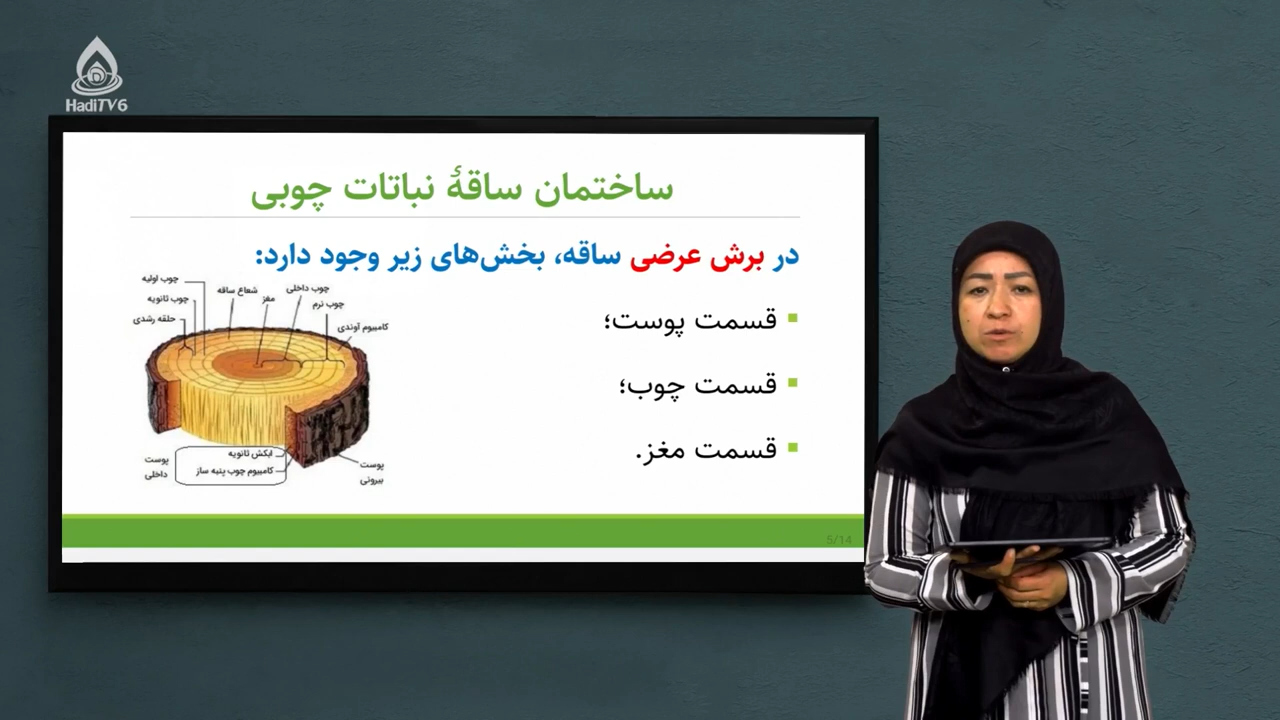 HadiTV6
ساختمان ساقهٔ نباتات چوبی
در برش عرضی ساقه، بخش‌های زیر وجود دارد:
قسمت پوست؛
قسمت چوب؛
قسمت مغز.
چوب اولیه
چوب ثانویه
حلقه رشدی
شعاع ساقه
مغز
چوب داخلی
چوب نرم
کامبیوم آوندی
ابکش ثانویه
کامبیوم چوب پنبه ساز
پوست
داخلی
پوست
بیرونی
5/14